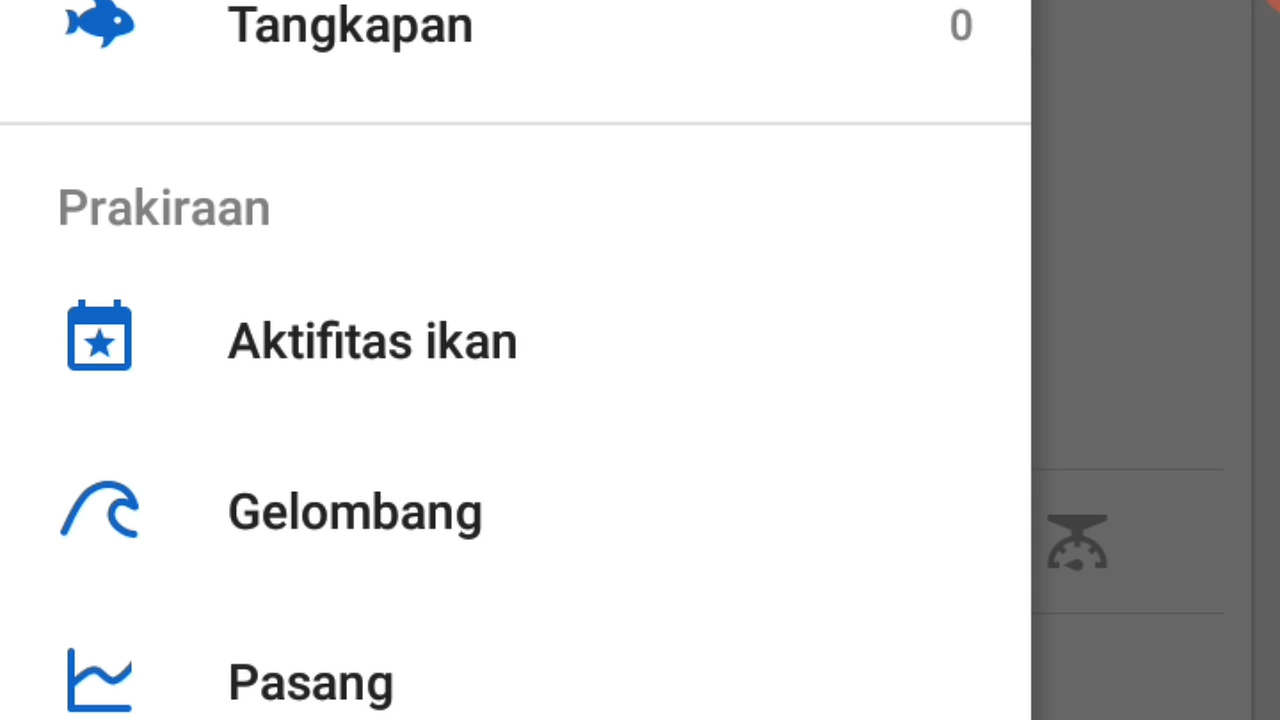 Tangkapan 0
Prakiraan
Aktifitas ikan
Gelombang
Pasang